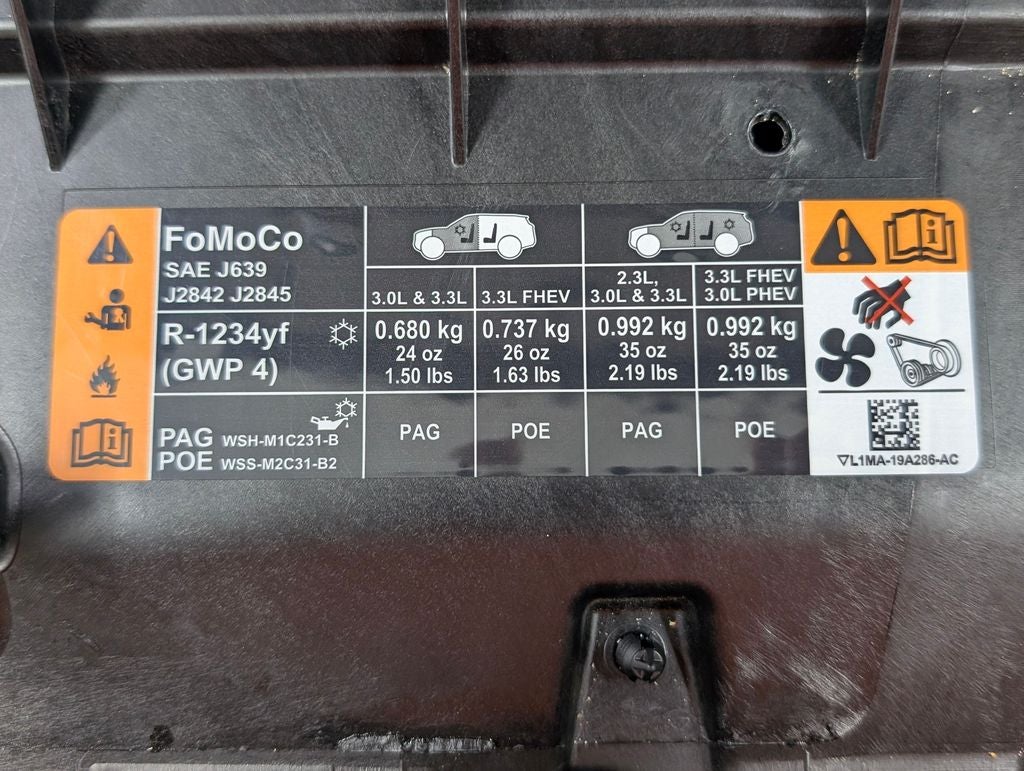 FoMoCo
SAE J639
J2842 J2845
3.0L & 3.3L
3.3L FHEV
2.3L,
3.0L & 3.3L
3.3L FHEV
3.0L PHEV
R-1234yf
(GWP 4)
0.680 kg
24 oz
1.50 lbs
0.737 kg
26 oz
1.63 lbs
0.992 kg
35 oz
2.19 lbs
0.992 kg
35 oz
2.19 lbs
PAG WSH-M1C231-B
POE WSS-M2C31-B2
PAG
POE
PAG
POE
L1MA-19A286-AC